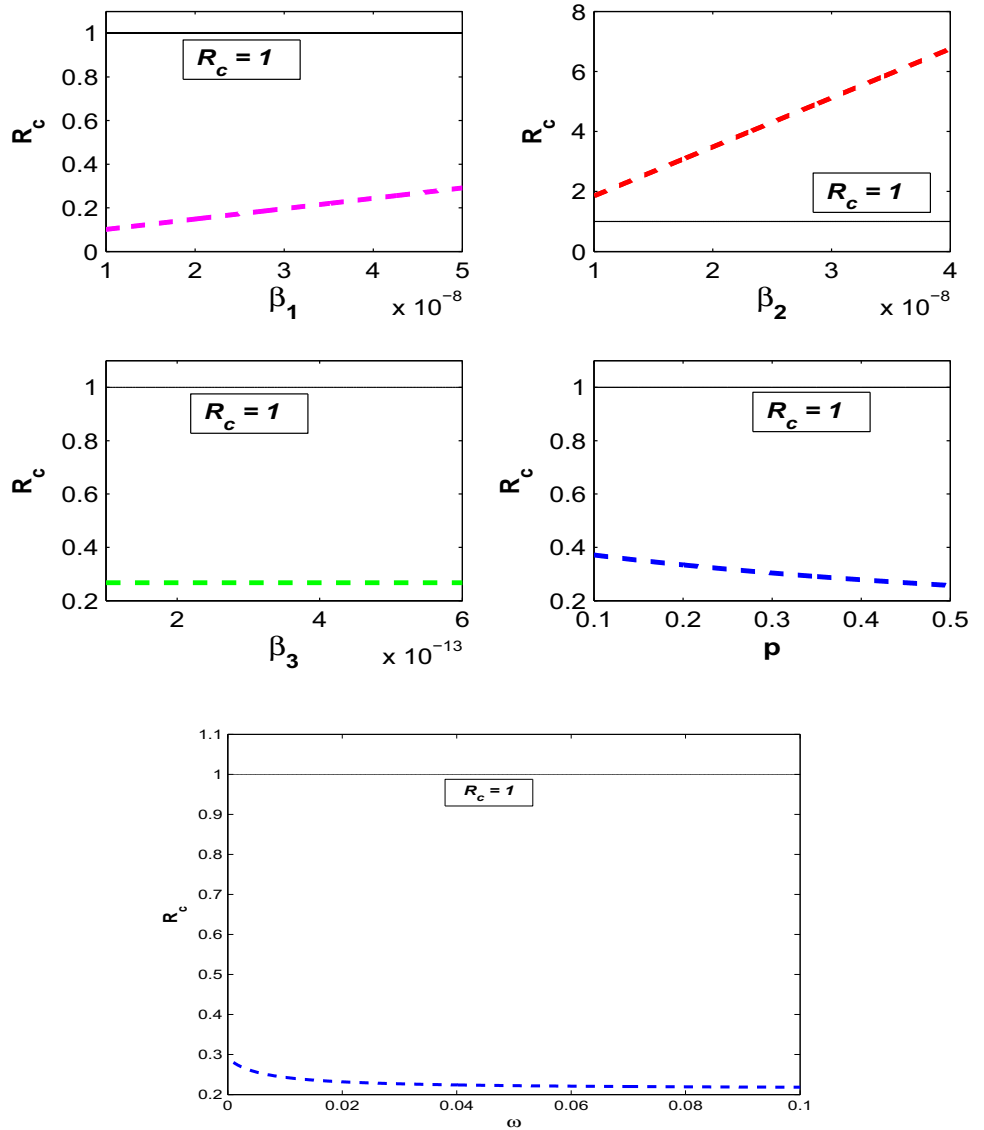 1
0.8
0.6
0.4
0.2
0
R_c
R_c = 1
1 2 3 4 5
β_1
x 10^−8
8
6
4
2
0
R_c
R_c = 1
1 2 3 4
β_2
x 10^−8
1
0.8
0.6
0.4
0.2
R_c
R_c = 1
2 4 6
β_3
x 10^−13
1
0.8
0.6
0.4
0.2
R_c
R_c = 1
0.1 0.2 0.3 0.4 0.5
p
1.1
1
0.9
0.8
0.7
0.6
0.5
0.4
0.3
0.2
R_c
R_c = 1
0 0.02 0.04 0.06 0.08 0.1
ω